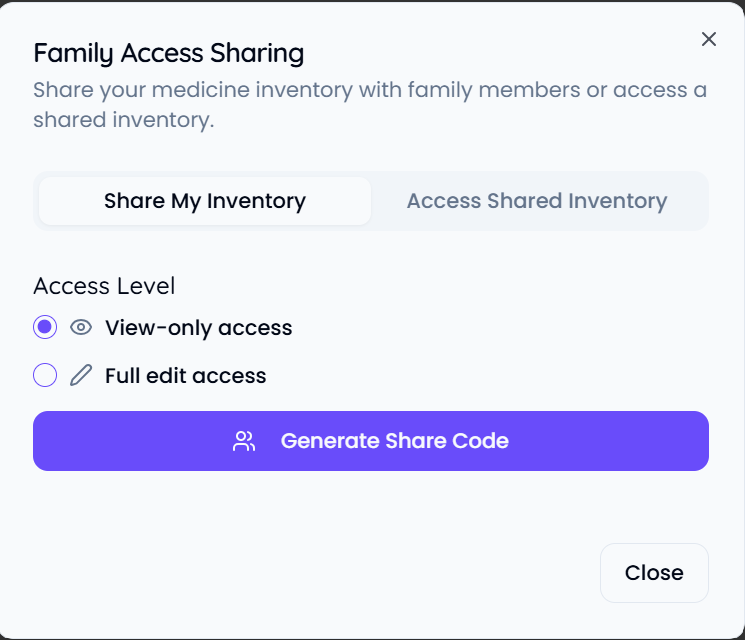 Family Access Sharing
Share your medicine inventory with family members or access a
shared inventory.
Share My Inventory
Access Shared Inventory
Access Level
View-only access
Full edit access
Generate Share Code
Close